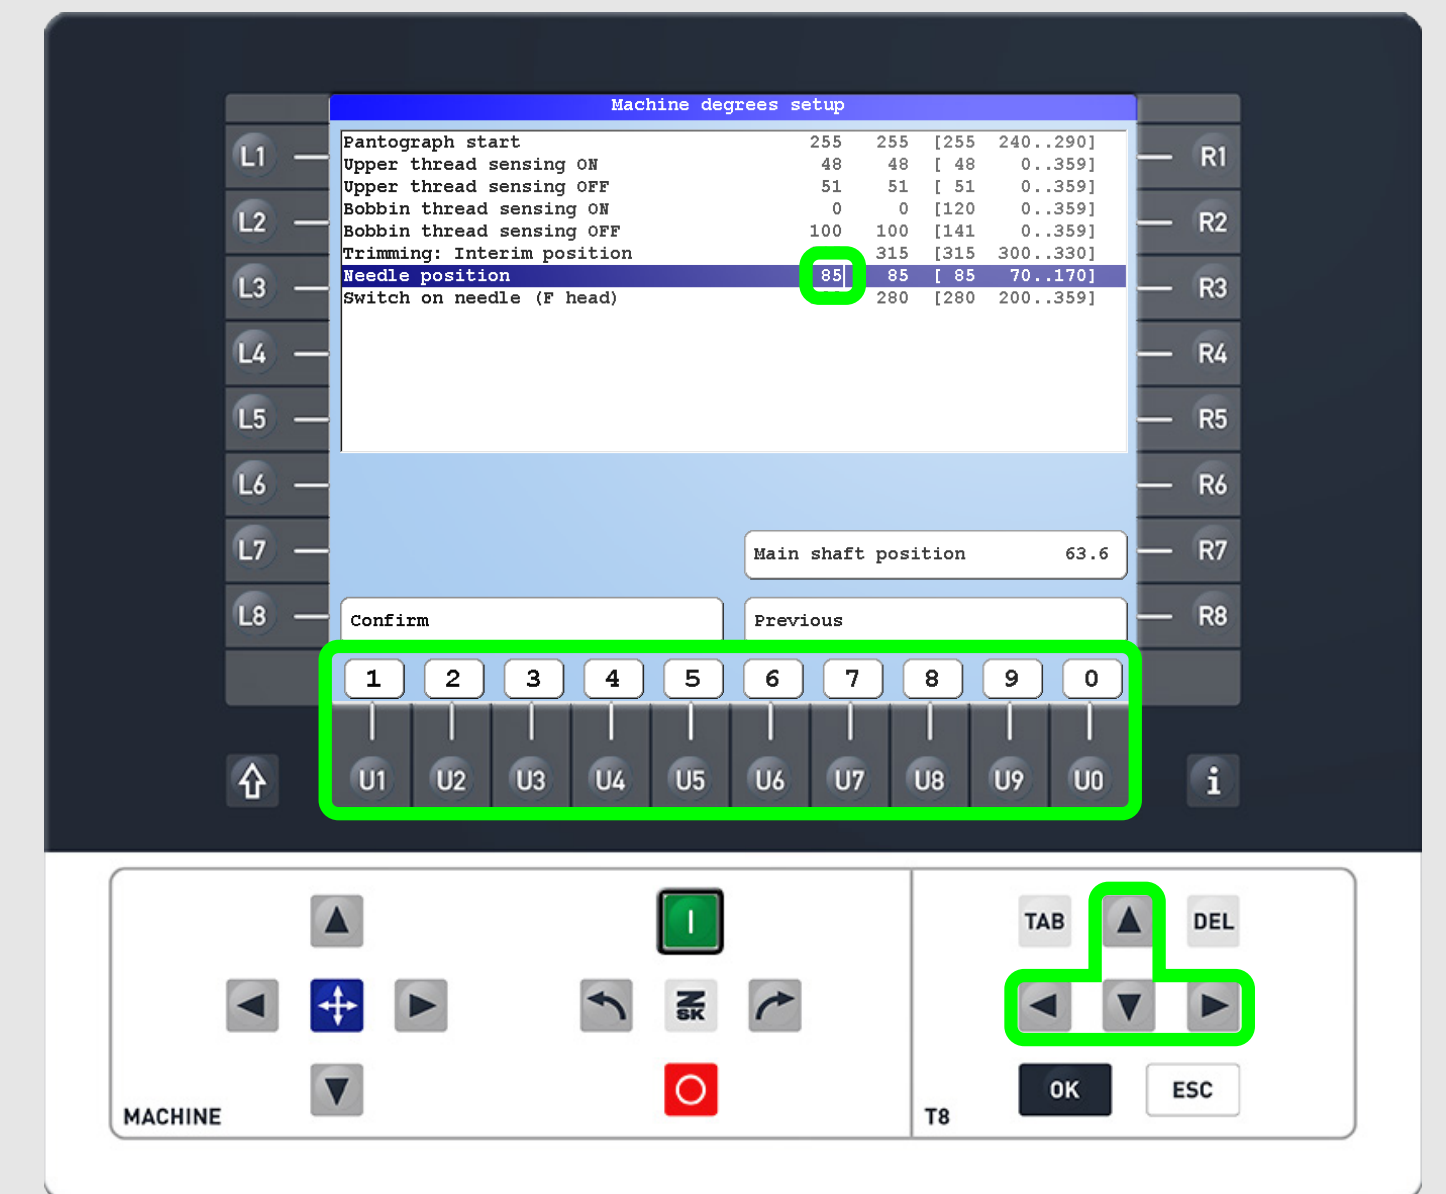 Machine degrees setup
Pantograph start 255 255 [255 240..290]
Upper thread sensing ON 48 48 [ 48 0..359]
Upper thread sensing OFF 51 51 [ 51 0..359]
Bobbin thread sensing ON 0 0 [120 0..359]
Bobbin thread sensing OFF 100 100 [141 0..359]
Trimming: Interim position 315 [315 300..330]
Needle position 85 85 [ 85 70..170]
Switch on needle (F head) 280 [280 200..359]
L1 R1
L2 R2
L3 R3
L4 R4
L5 R5
L6 R6
L7 Main shaft position 63.6 R7
L8 Confirm Previous R8
1 2 3 4 5 6 7 8 9 0
U1 U2 U3 U4 U5 U6 U7 U8 U9 U0
i
I
TAB DEL
ZSK
OK ESC
MACHINE T8